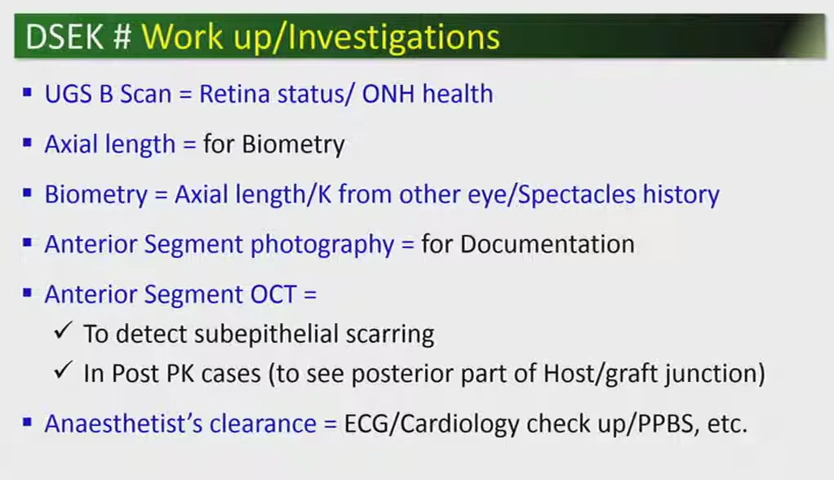 DSEK # Work up/Investigations
▪ UGS B Scan = Retina status/ ONH health
▪ Axial length = for Biometry
▪ Biometry = Axial length/K from other eye/Spectacles history
▪ Anterior Segment photography = for Documentation
▪ Anterior Segment OCT =
✓ To detect subepithelial scarring
✓ In Post PK cases (to see posterior part of Host/graft junction)
▪ Anaesthetist's clearance = ECG/Cardiology check up/PPBS, etc.